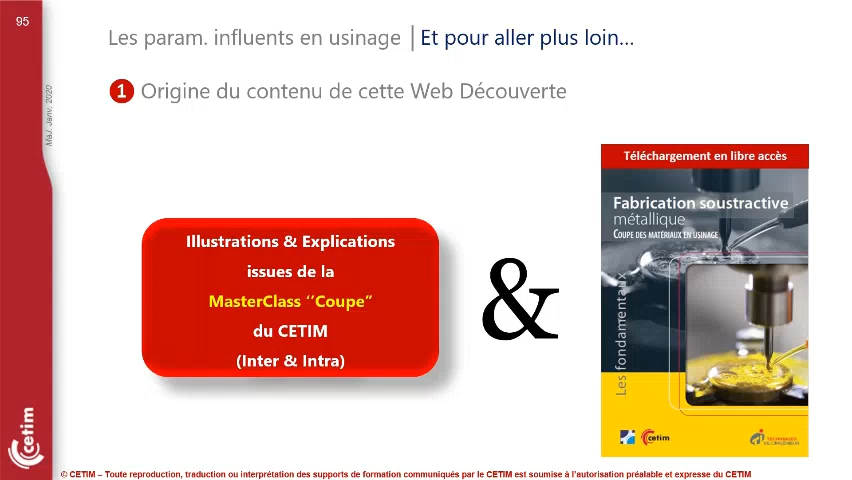 95
Les param. influents en usinage | Et pour aller plus loin...
MàJ. Janv. 2020
1 Origine du contenu de cette Web Découverte
Téléchargement en libre accès
Fabrication soustractive
métallique
COUPE DES MATÉRIAUX EN USINAGE
Les fondamentaux
Illustrations & Explications
issues de la
MasterClass ‘‘Coupe”
du CETIM
(Inter & Intra)
&
cetim
TECHNIQUES
DE L'INGÉNIEUR
cetim
© CETIM – Toute reproduction, traduction ou interprétation des supports de formation communiqués par le CETIM est soumise à l'autorisation préalable et expresse du CETIM